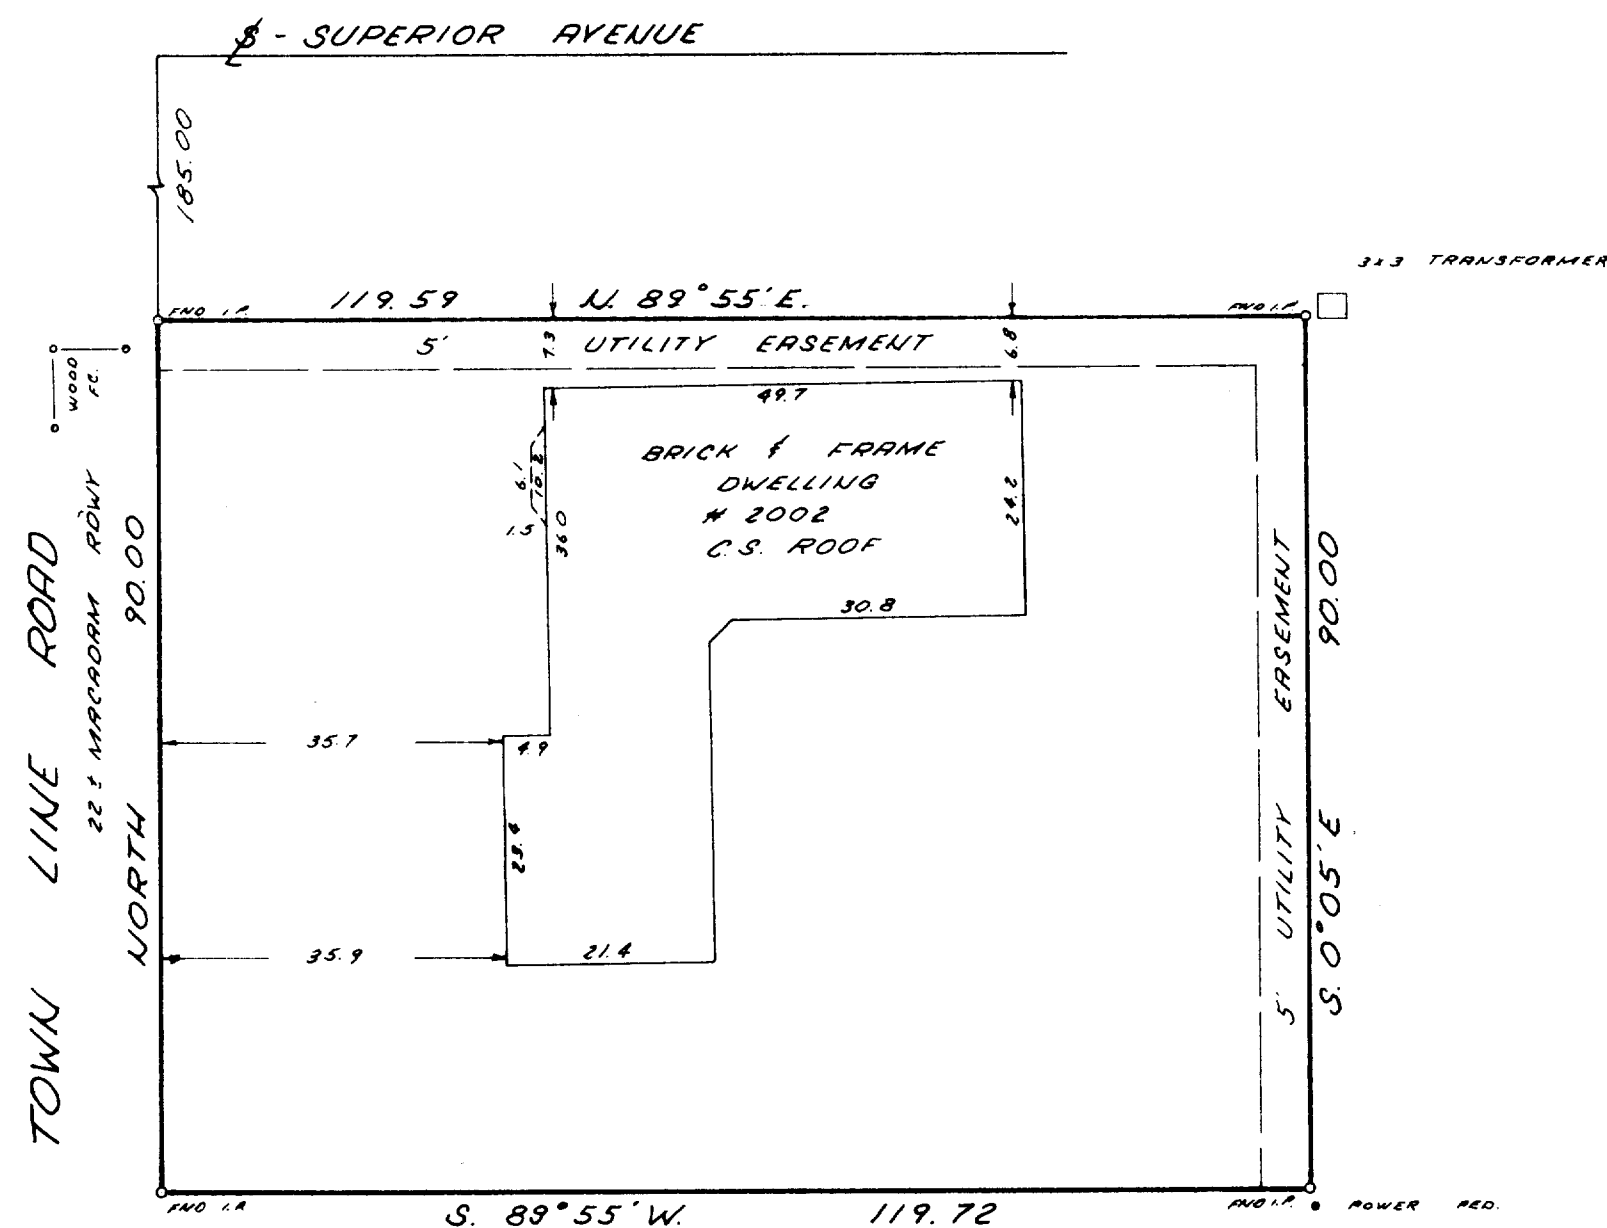 ℄ - SUPERIOR AVENUE
185.00
3x3 TRANSFORMER
119.59 N. 89°55'E.
FND I.P.
FND I.P.
5' UTILITY EASEMENT
7.3
6.8
WOOD
FC.
49.7
BRICK & FRAME
DWELLING
# 2002
C.S. ROOF
6.1
10.2
1.5
36.0
24.2
30.8
TOWN LINE ROAD
22 ± MACADAM RDWY
NORTH 90.00
35.7
4.9
23.4
35.9
21.4
5' UTILITY EASEMENT
S. 0°05'E 90.00
FND I.P.
S. 89°55'W. 119.72
FND I.P.
POWER PED.